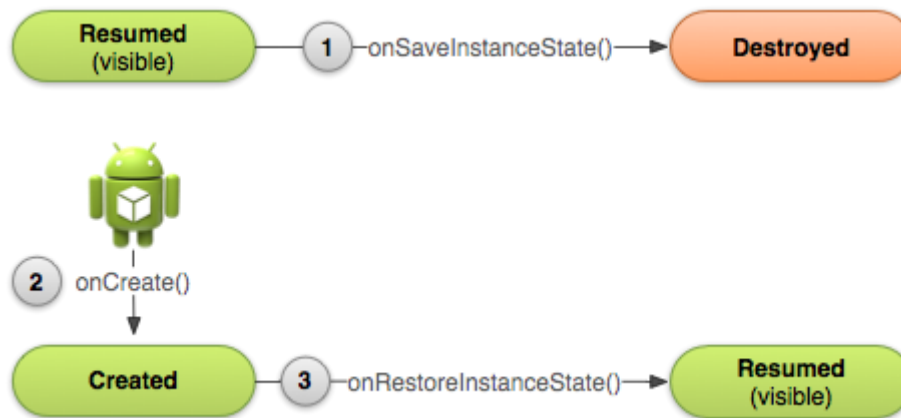 Resumed
(visible)
1
onSaveInstanceState()
Destroyed
2
onCreate()
Created
3
onRestoreInstanceState()
Resumed
(visible)